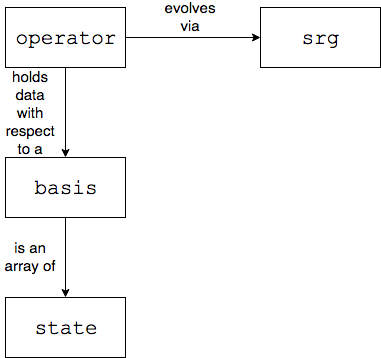 evolves
via
operator
srg
holds
data
with
respect
to a
basis
is an
array of
state